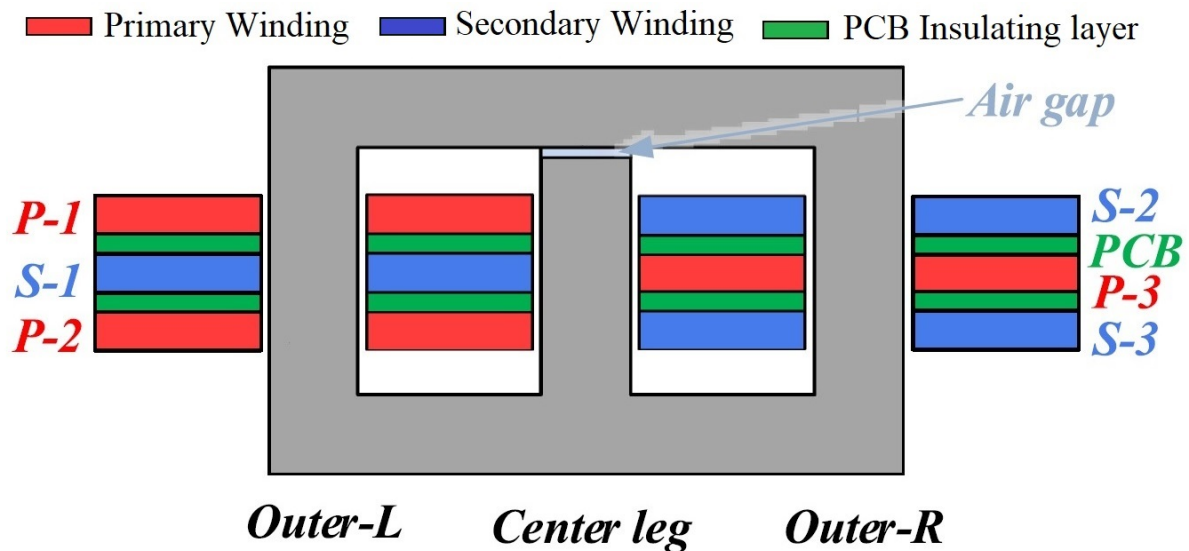 Primary Winding Secondary Winding PCB Insulating layer
Air gap
P-1
S-1
P-2
S-2
PCB
P-3
S-3
Outer-L Center leg Outer-R